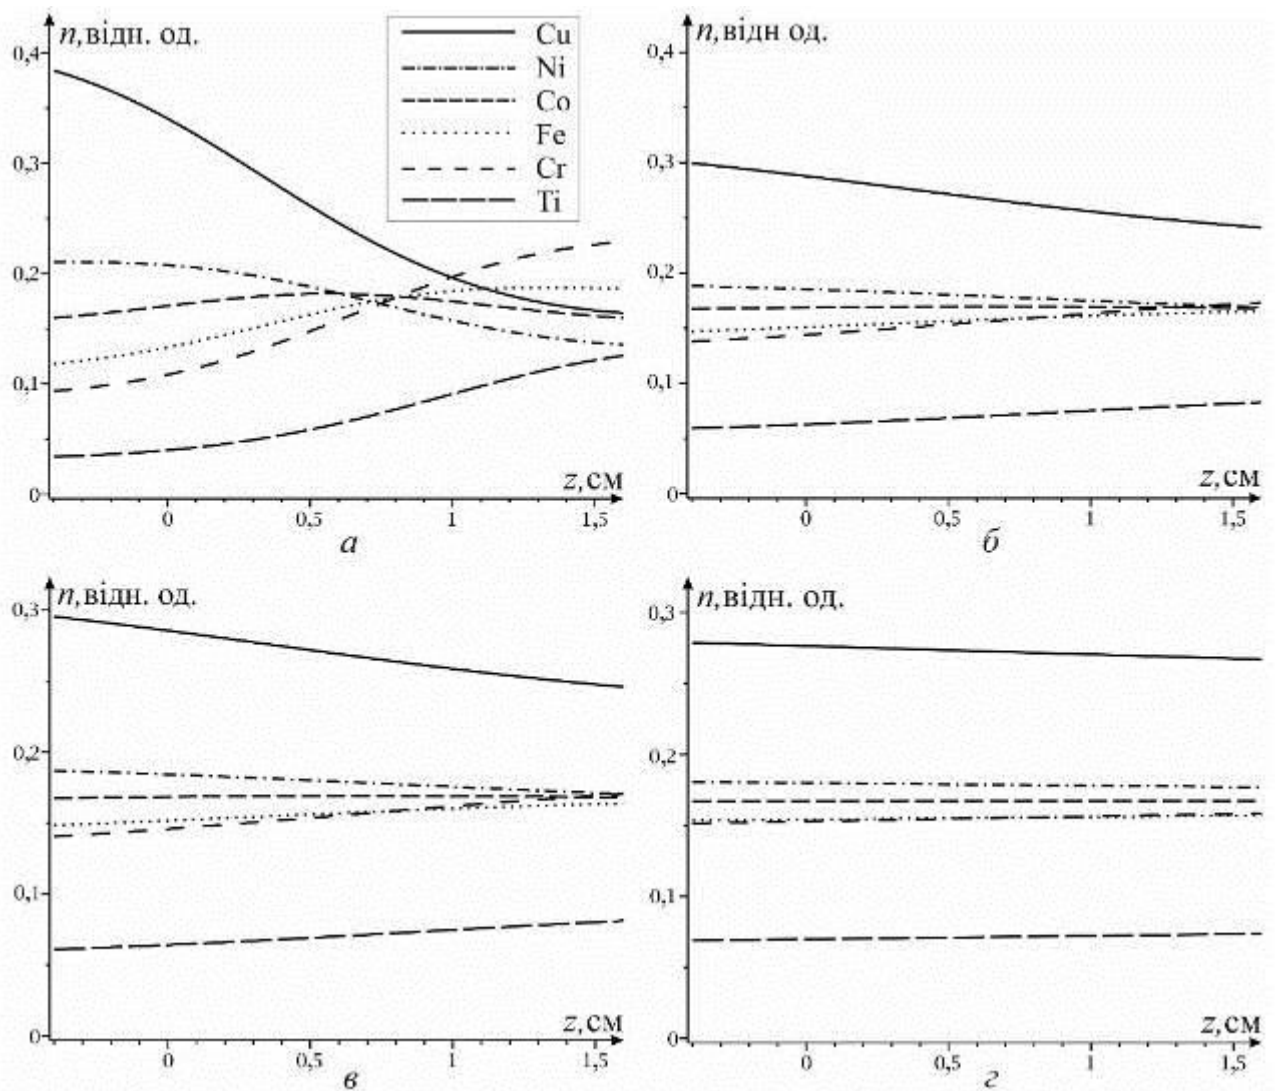 n, відн. од.
0,4
0,3
0,2
0,1
0
Cu
Ni
Co
Fe
Cr
Ti
0
0,5
1
1,5
z, см
а
n, відн од.
0,4
0,3
0,2
0,1
0
0
0,5
1
1,5
z, см
б
n, відн. од.
0,3
0,2
0,1
0
0
0,5
1
1,5
z, см
в
n, відн. од.
0,3
0,2
0,1
0
0
0,5
1
1,5
z, см
г